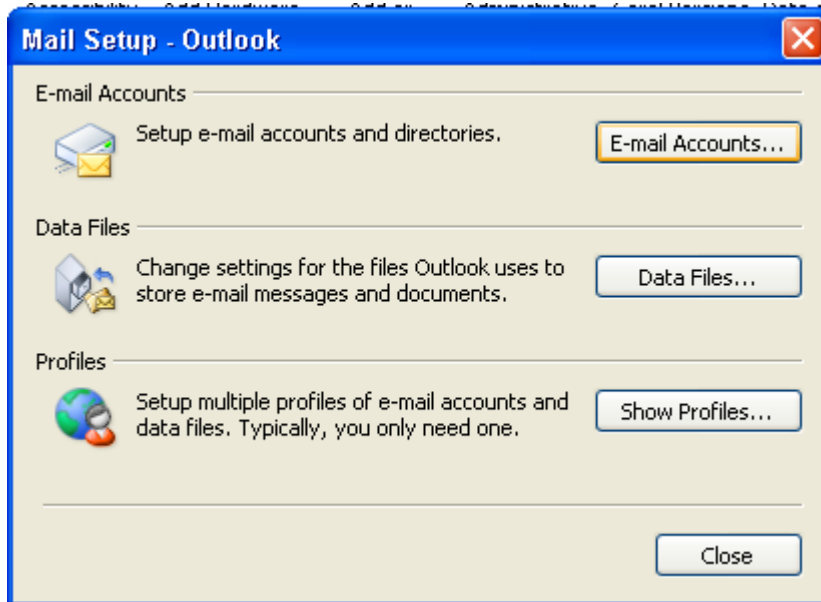 Mail Setup - Outlook
E-mail Accounts
Setup e-mail accounts and directories.
E-mail Accounts...
Data Files
Change settings for the files Outlook uses to
store e-mail messages and documents.
Data Files...
Profiles
Setup multiple profiles of e-mail accounts and
data files. Typically, you only need one.
Show Profiles...
Close